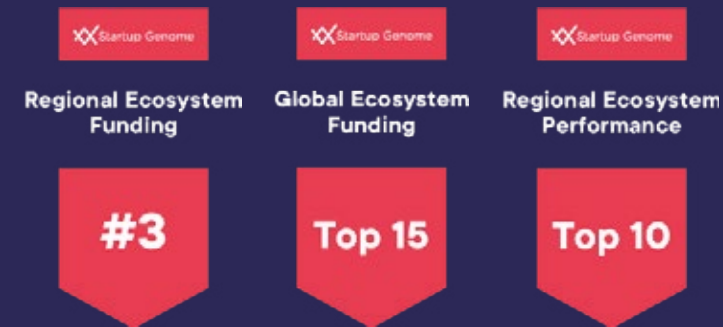 Startup Genome
Regional Ecosystem
Funding
#3
Startup Genome
Global Ecosystem
Funding
Top 15
Startup Genome
Regional Ecosystem
Performance
Top 10